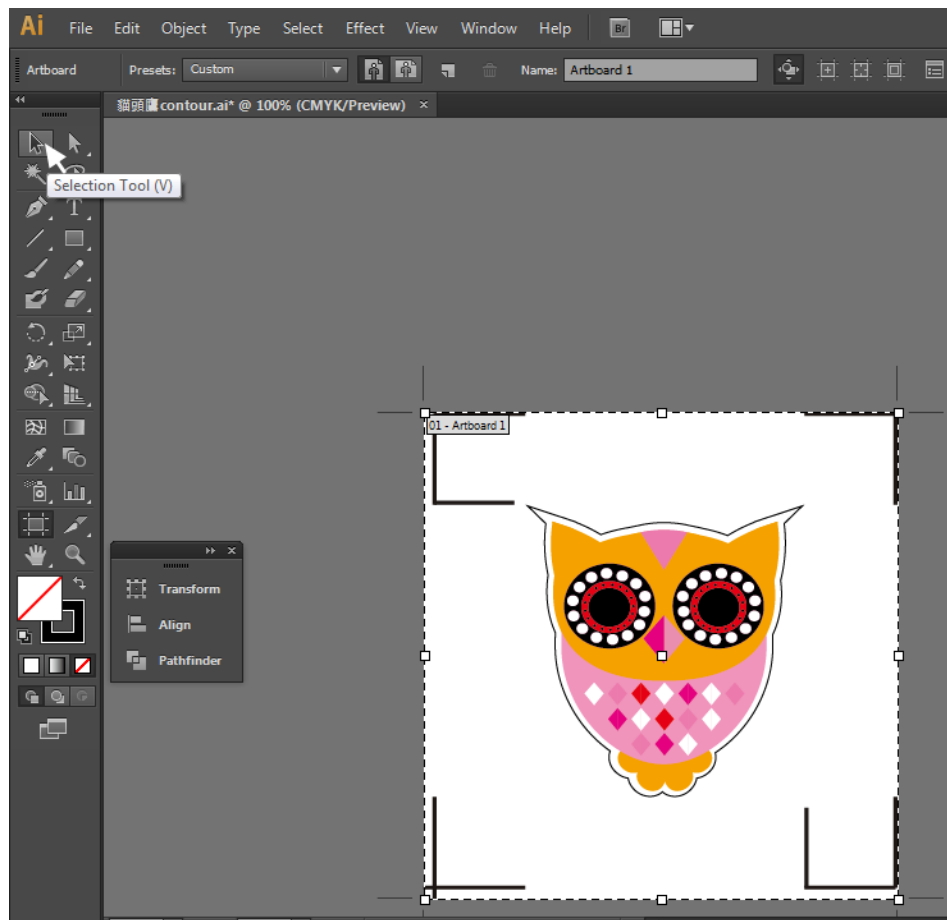 Ai File Edit Object Type Select Effect View Window Help Br
Artboard Presets: Custom Name: Artboard 1
貓頭鷹contour.ai* @ 100% (CMYK/Preview) ×
Selection Tool (V)
01 - Artboard 1
Transform
Align
Pathfinder